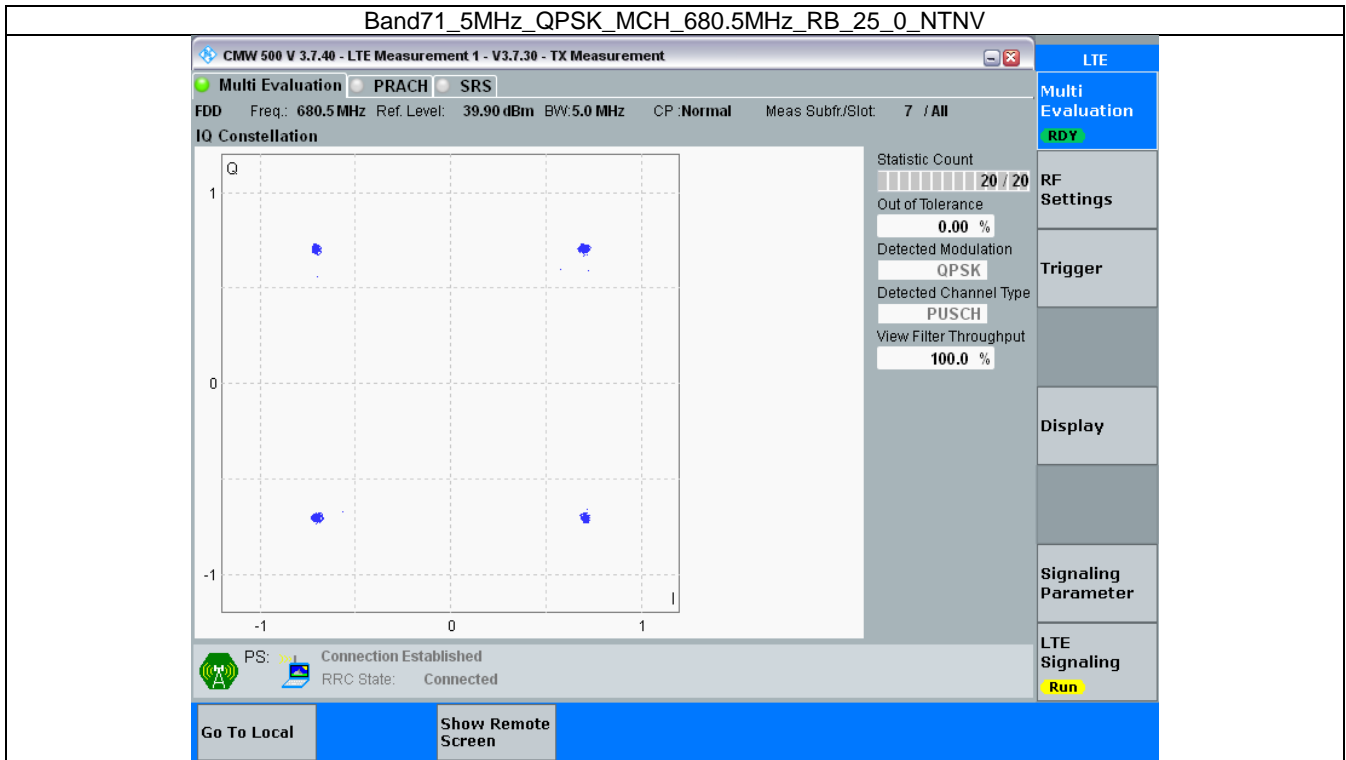 Band71_5MHz_QPSK_MCH_680.5MHz_RB_25_0_NTNV
CMW 500 V 3.7.40 - LTE Measurement 1 - V3.7.30 - TX Measurement
LTE
Multi Evaluation PRACH SRS
Multi
Evaluation
RDY
FDD Freq.: 680.5 MHz Ref. Level: 39.90 dBm BW:5.0 MHz CP :Normal Meas Subfr./Slot: 7 / All
IQ Constellation
Q
1
0
-1
I
-1 0 1
Statistic Count
20 / 20
Out of Tolerance
0.00 %
Detected Modulation
QPSK
Detected Channel Type
PUSCH
View Filter Throughput
100.0 %
RF
Settings
Trigger
Display
Signaling
Parameter
LTE
Signaling
Run
PS: Connection Established
RRC State: Connected
Go To Local
Show Remote
Screen